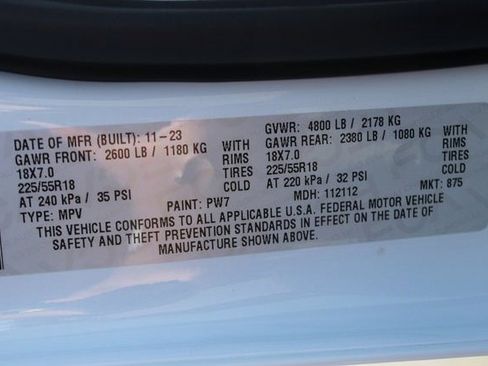 DATE OF MFR (BUILT): 11-23 GVWR: 4800 LB / 2178 KG
GAWR FRONT: 2600 LB / 1180 KG WITH GAWR REAR: 2380 LB / 1080 KG WITH
18X7.0 RIMS 18X7.0 RIMS
225/55R18 TIRES 225/55R18 TIRES
AT 240 kPa / 35 PSI COLD AT 220 kPa / 32 PSI COLD
TYPE: MPV PAINT: PW7 MDH: 112112 MKT: 875
THIS VEHICLE CONFORMS TO ALL APPLICABLE U.S.A. FEDERAL MOTOR VEHICLE
SAFETY AND THEFT PREVENTION STANDARDS IN EFFECT ON THE DATE OF
MANUFACTURE SHOWN ABOVE.